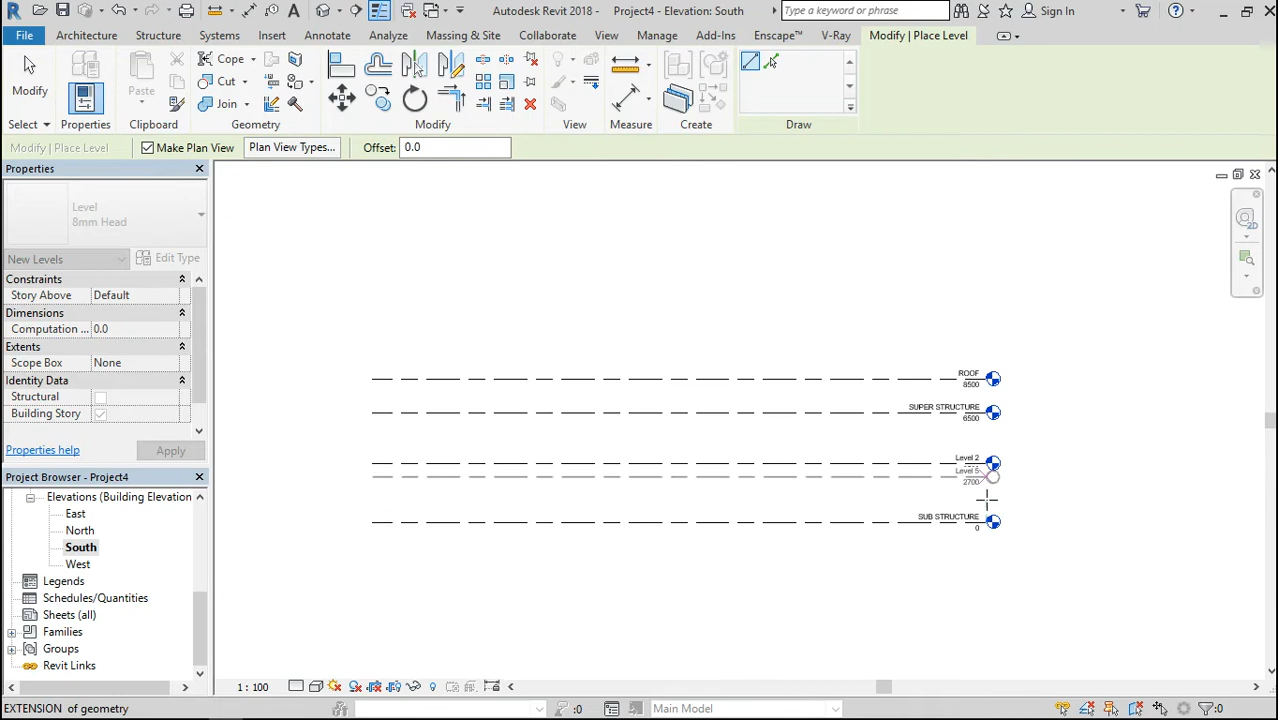 Autodesk Revit 2018 -
Project4 - Elevation: South
Type a keyword or phrase
Sign In
File
Architecture
Structure
Systems
Insert
Annotate
Analyze
Massing & Site
Collaborate
View
Manage
Add-Ins
Enscape™
V-Ray
Modify | Place Level
Modify
Paste
Cope
Cut
Join
Select
Properties
Clipboard
Geometry
Modify
View
Measure
Create
Draw
Modify | Place Level
Make Plan View
Plan View Types...
Offset:
0.0
Properties
Level
8mm Head
New Levels
Edit Type
Constraints
Story Above
Default
Dimensions
Computation ...
0.0
Extents
Scope Box
None
Identity Data
Structural
Building Story
Properties help
Apply
Project Browser - Project4
Elevations (Building Elevation
East
North
South
West
Legends
Schedules/Quantities
Sheets (all)
Families
Groups
Revit Links
2D
ROOF
8500
SUPER STRUCTURE
6500
Level 2
Level 5
2700
SUB STRUCTURE
0
1 : 100
EXTENSION of geometry
:0
Main Model
:0